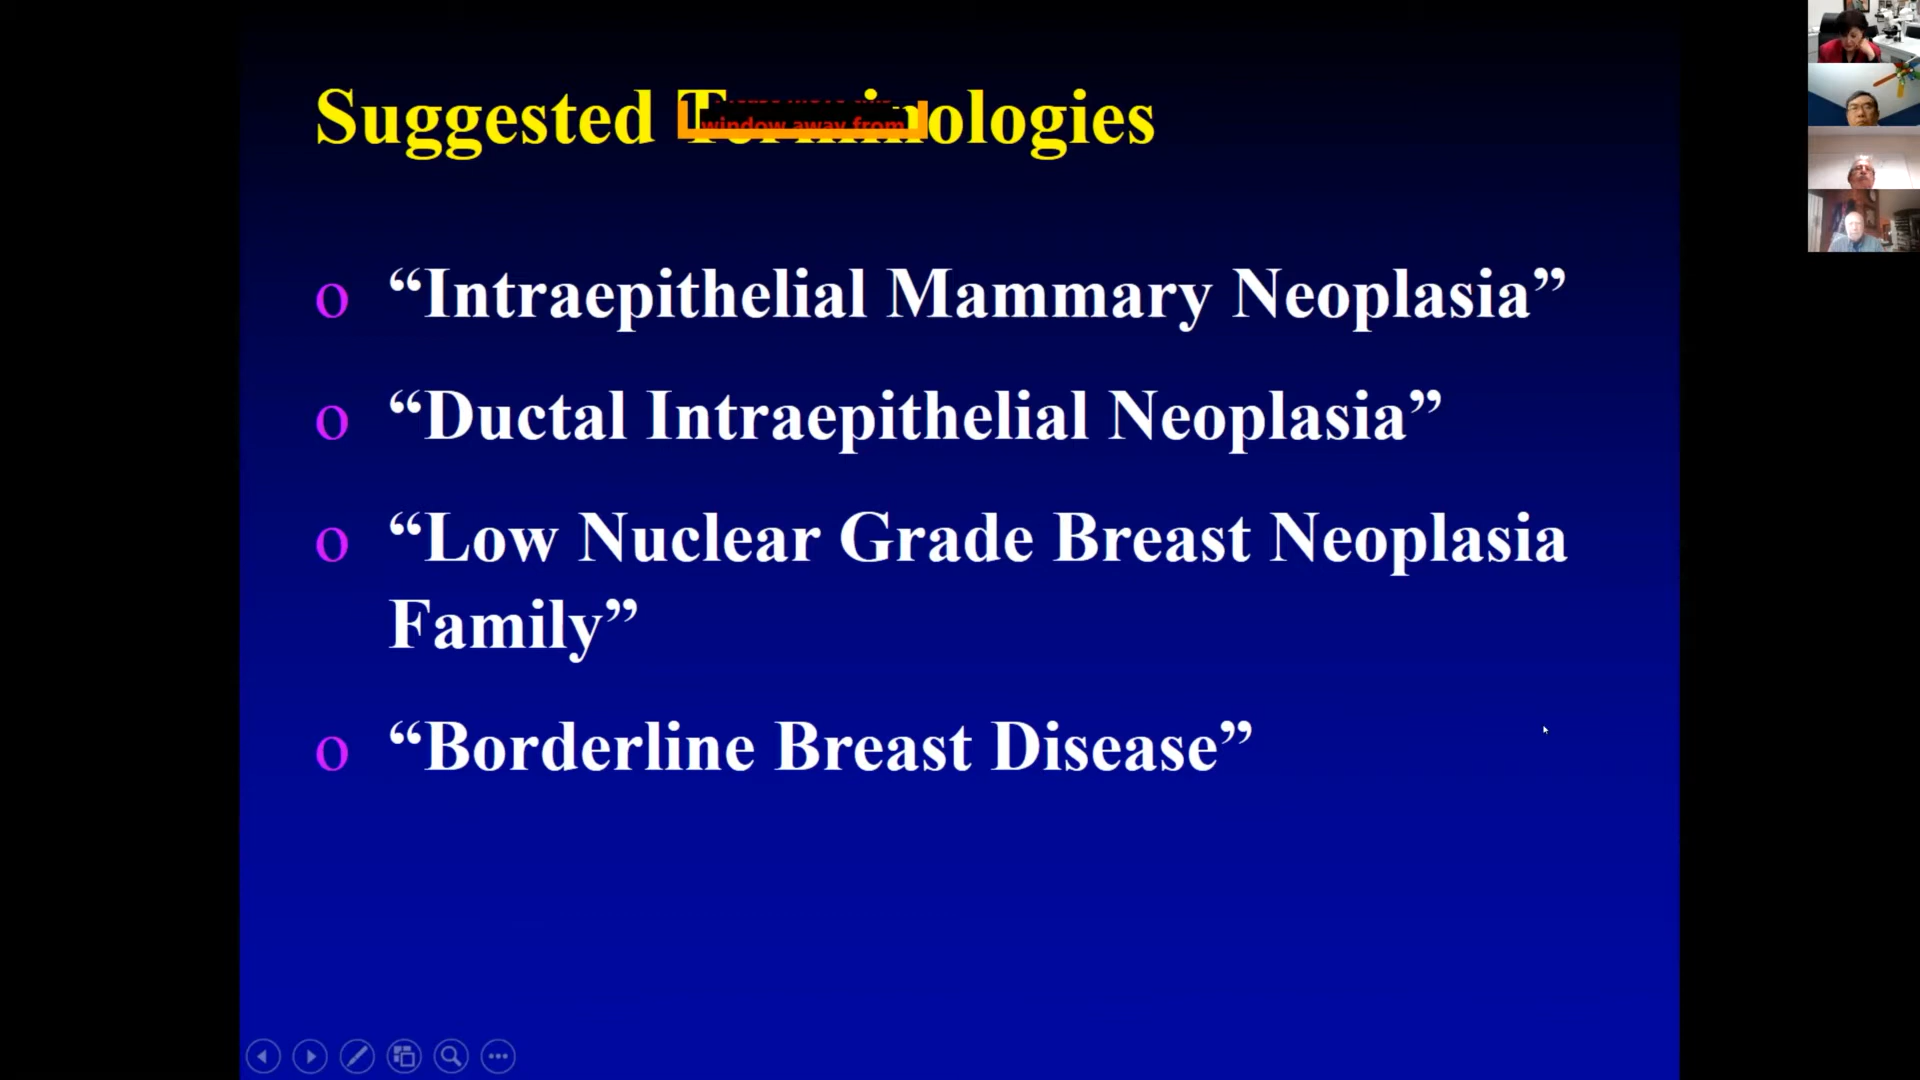 Suggested Terminologies
window away from
o “Intraepithelial Mammary Neoplasia”
o “Ductal Intraepithelial Neoplasia”
o “Low Nuclear Grade Breast Neoplasia
Family”
o “Borderline Breast Disease”